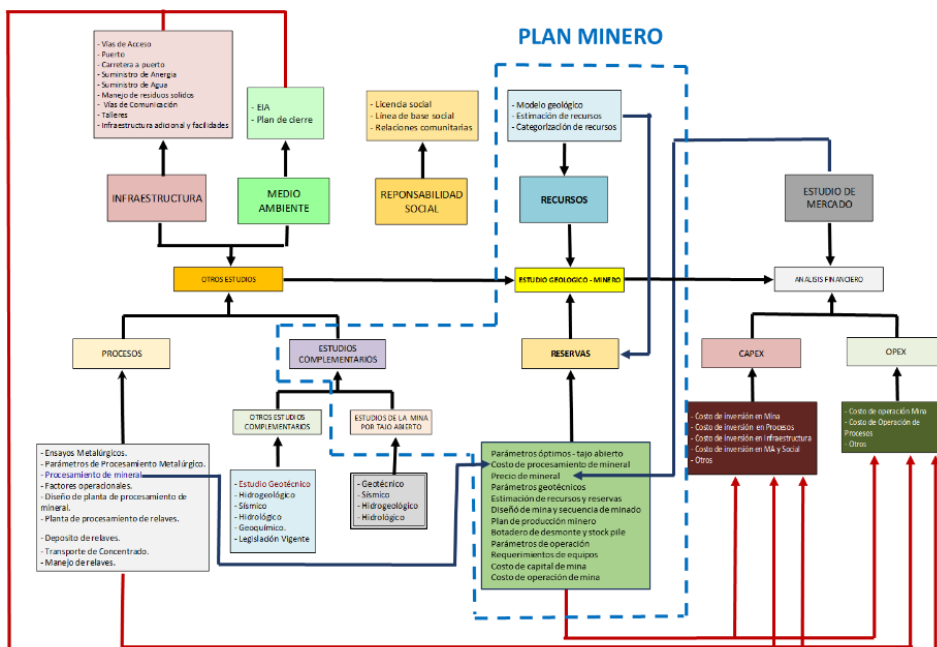 PLAN MINERO
- Vías de Acceso
- Puerto
- Carretera a puerto
- Suministro de Anergia
- Suministro de Agua
- Manejo de residuos solidos
- Vías de Comunicación
- Talleres
- Infraestructura adicional y facilidades
- EIA
- Plan de cierre
- Licencia social
- Línea de base social
- Relaciones comunitarias
- Modelo geológico
- Estimación de recursos
- Categorización de recursos
INFRAESTRUCTURA
MEDIO
AMBIENTE
REPONSABILIDAD
SOCIAL
RECURSOS
ESTUDIO DE
MERCADO
OTROS ESTUDIOS
ESTUDIO GEOLOGICO - MINERO
ANALISIS FINANCIERO
PROCESOS
ESTUDIOS
COMPLEMENTARIOS
RESERVAS
CAPEX
OPEX
OTROS ESTUDIOS
COMPLEMENTARIOS
ESTUDIOS DE LA MINA
POR TAJO ABIERTO
- Costo de inversión en Mina
- Costo de inversión en Procesos
- Costo de inversión en Infraestructura
- Costo de inversión en MA y Social
- Otros
- Costo de operación Mina
- Costo de Operación de
Procesos
- Otros
- Ensayos Metalúrgicos.
- Parámetros de Procesamiento Metalúrgico.
- Procesamiento de mineral
- Factores operacionales.
- Diseño de planta de procesamiento de
mineral.
- Planta de procesamiento de relaves.
- Deposito de relaves.
- Transporte de Concentrado.
- Manejo de relaves.
- Estudio Geotécnico
- Hidrogeológico
- Sísmico
- Hidrológico
- Geoquímico.
- Legislación Vigente
- Geotécnico
- Sísmico
- Hidrogeológico
- Hidrológico
Parámetros óptimos - tajo abierto
Costo de procesamiento de mineral
Precio de mineral
Parámetros geotécnicos
Estimación de recursos y reservas
Diseño de mina y secuencia de minado
Plan de producción minero
Botadero de desmonte y stock pile
Parámetros de operación
Requerimientos de equipos
Costo de capital de mina
Costo de operación de mina